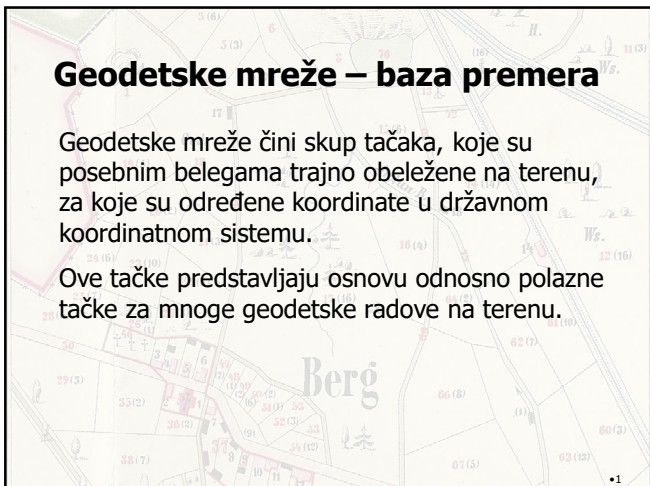 Geodetske mreže – baza premera
Geodetske mreže čini skup tačaka, koje su
posebnim belegama trajno obeležene na terenu,
za koje su određene koordinate u državnom
koordinatnom sistemu.
Ove tačke predstavljaju osnovu odnosno polazne
tačke za mnoge geodetske radove na terenu.
Berg
•1